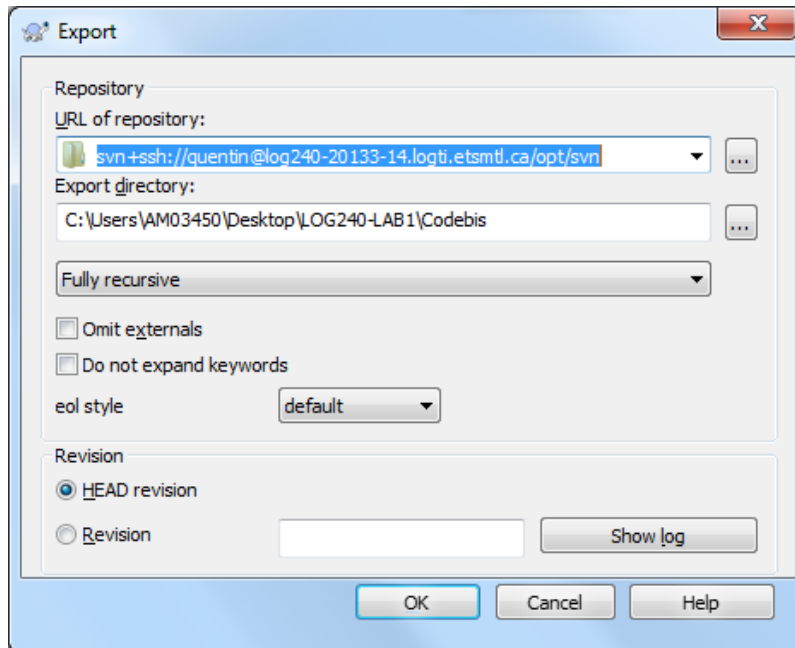 Export
Repository
URL of repository:
svn+ssh://quentin@log240-20133-14.logti.etsmtl.ca/opt/svn
...
Export directory:
C:\Users\AM03450\Desktop\LOG240-LAB1\Codebis
...
Fully recursive
Omit externals
Do not expand keywords
eol style default
Revision
HEAD revision
Revision Show log
OK Cancel Help